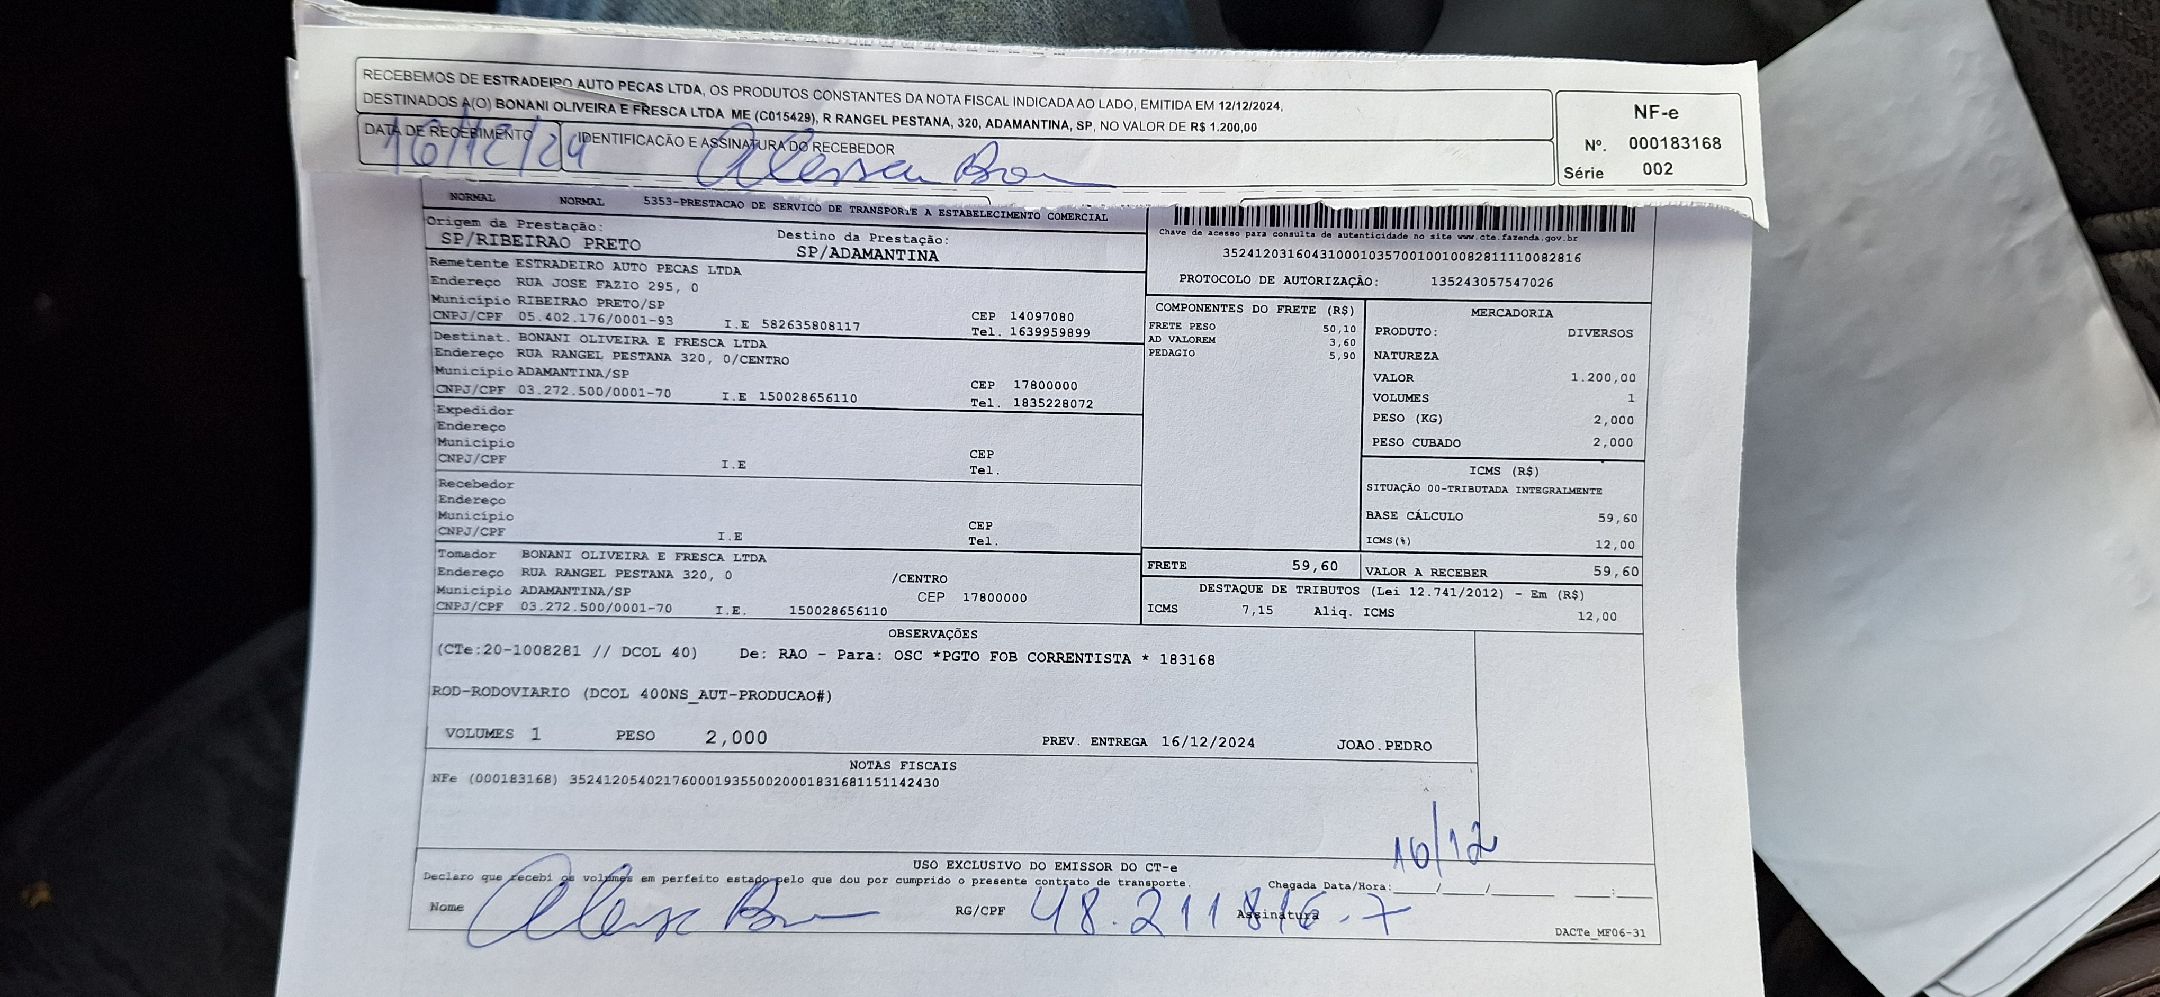 RECEBEMOS DE ESTRADEIRO AUTO PECAS LTDA, OS PRODUTOS CONSTANTES DA NOTA FISCAL INDICADA AO LADO, EMITIDA EM 12/12/2024,
DESTINADOS A(O) BONANI OLIVEIRA E FRESCA LTDA ME (C015429), R RANGEL PESTANA, 320, ADAMANTINA, SP, NO VALOR DE R$ 1.200,00
DATA DE RECEBIMENTO IDENTIFICACÃO E ASSINATURA DO RECEBEDOR
16/12/24
NF-e
Nº. 000183168
Série 002
NORMAL NORMAL 5353-PRESTACAO DE SERVICO DE TRANSPORTE A ESTABELECIMENTO COMERCIAL
Origem da Prestação: Destino da Prestação:
SP/RIBEIRAO PRETO SP/ADAMANTINA
Chave de acesso para consulta de autenticidade no site www.cte.fazenda.gov.br
35241203160431000103570010010082811110082816
PROTOCOLO DE AUTORIZAÇÃO: 135243057547026
Remetente ESTRADEIRO AUTO PECAS LTDA
Endereço RUA JOSE FAZIO 295, 0
Município RIBEIRAO PRETO/SP CEP 14097080
CNPJ/CPF 05.402.176/0001-93 I.E 582635808117 Tel. 1639959899
Destinat. BONANI OLIVEIRA E FRESCA LTDA
Endereço RUA RANGEL PESTANA 320, 0/CENTRO
Município ADAMANTINA/SP CEP 17800000
CNPJ/CPF 03.272.500/0001-70 I.E 150028656110 Tel. 1835228072
Expedidor
Endereço
Município CEP
CNPJ/CPF I.E Tel.
Recebedor
Endereço
Município CEP
CNPJ/CPF I.E Tel.
Tomador BONANI OLIVEIRA E FRESCA LTDA
Endereço RUA RANGEL PESTANA 320, 0 /CENTRO
Município ADAMANTINA/SP CEP 17800000
CNPJ/CPF 03.272.500/0001-70 I.E. 150028656110
COMPONENTES DO FRETE (R$)
FRETE PESO 50,10
AD VALOREM 3,60
PEDAGIO 5,90
MERCADORIA
PRODUTO: DIVERSOS
NATUREZA
VALOR 1.200,00
VOLUMES 1
PESO (KG) 2,000
PESO CUBADO 2,000
ICMS (R$)
SITUAÇÃO 00-TRIBUTADA INTEGRALMENTE
BASE CÁLCULO 59,60
ICMS(%) 12,00
FRETE 59,60 VALOR A RECEBER 59,60
DESTAQUE DE TRIBUTOS (Lei 12.741/2012) - Em (R$)
ICMS 7,15 Aliq. ICMS 12,00
OBSERVAÇÕES
(CTe:20-1008281 // DCOL 40) De: RAO - Para: OSC *PGTO FOB CORRENTISTA * 183168
ROD-RODOVIARIO (DCOL 400NS_AUT-PRODUCAO#)
VOLUMES 1 PESO 2,000 PREV. ENTREGA 16/12/2024 JOAO.PEDRO
NOTAS FISCAIS
NFe (000183168) 35241205402176000193550020001831681151142430
16/12
USO EXCLUSIVO DO EMISSOR DO CT-e
Declaro que recebi os volumes em perfeito estado pelo que dou por cumprido o presente contrato de transporte. Chegada Data/Hora:____/____/______ ____:____
Nome RG/CPF 48.211816-7 Assinatura
DACTe_MF06-31